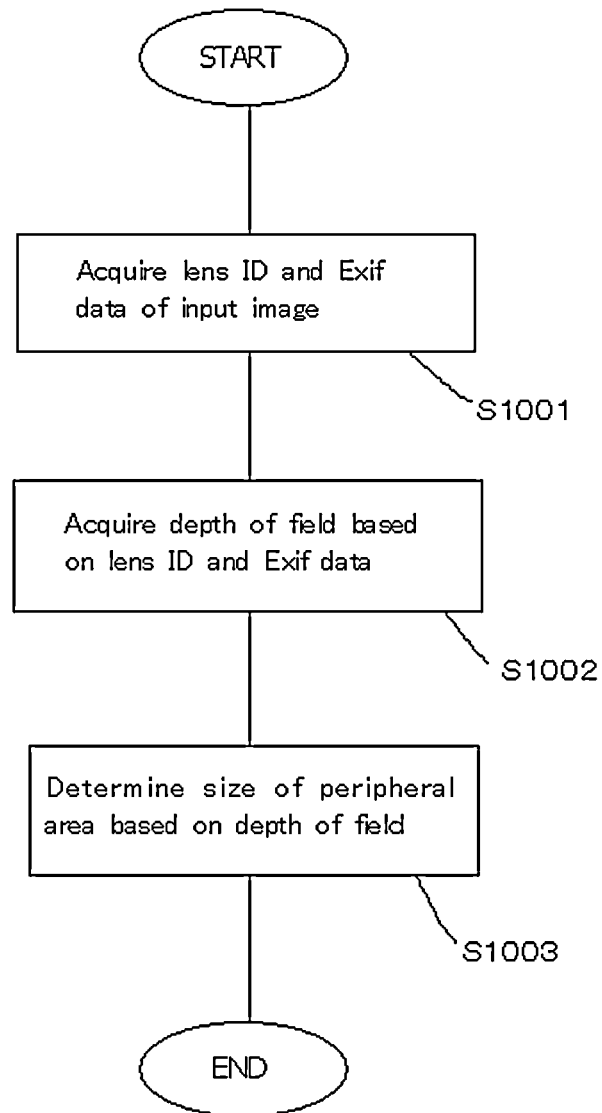 START
Acquire lens ID and Exif
data of input image
S1001
Acquire depth of field based
on lens ID and Exif data
S1002
Determine size of peripheral
area based on depth of field
S1003
END